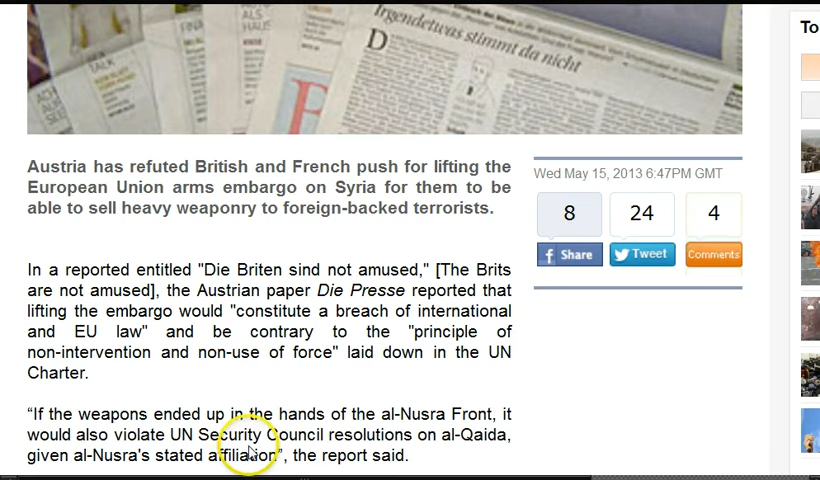 Irgendetwas stimmt da nicht
Austria has refuted British and French push for lifting the
European Union arms embargo on Syria for them to be
able to sell heavy weaponry to foreign-backed terrorists.
Wed May 15, 2013 6:47PM GMT
8 24 4
Share Tweet Comments
In a reported entitled "Die Briten sind not amused," [The Brits
are not amused], the Austrian paper Die Presse reported that
lifting the embargo would "constitute a breach of international
and EU law" and be contrary to the "principle of
non-intervention and non-use of force" laid down in the UN
Charter.
“If the weapons ended up in the hands of the al-Nusra Front, it
would also violate UN Security Council resolutions on al-Qaida,
given al-Nusra's stated affiliation”, the report said.
To